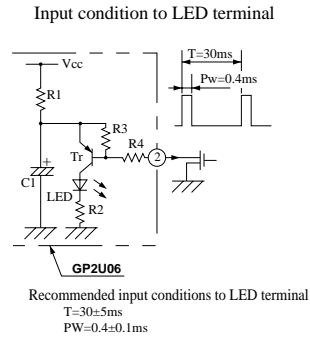 Input condition to LED terminal
T=30ms
Vcc
Pw=0.4ms
R1
R3
R4
Tr
2
+
C1
LED
R2
GP2U06
Recommended input conditions to LED terminal
T=30±5ms
PW=0.4±0.1ms